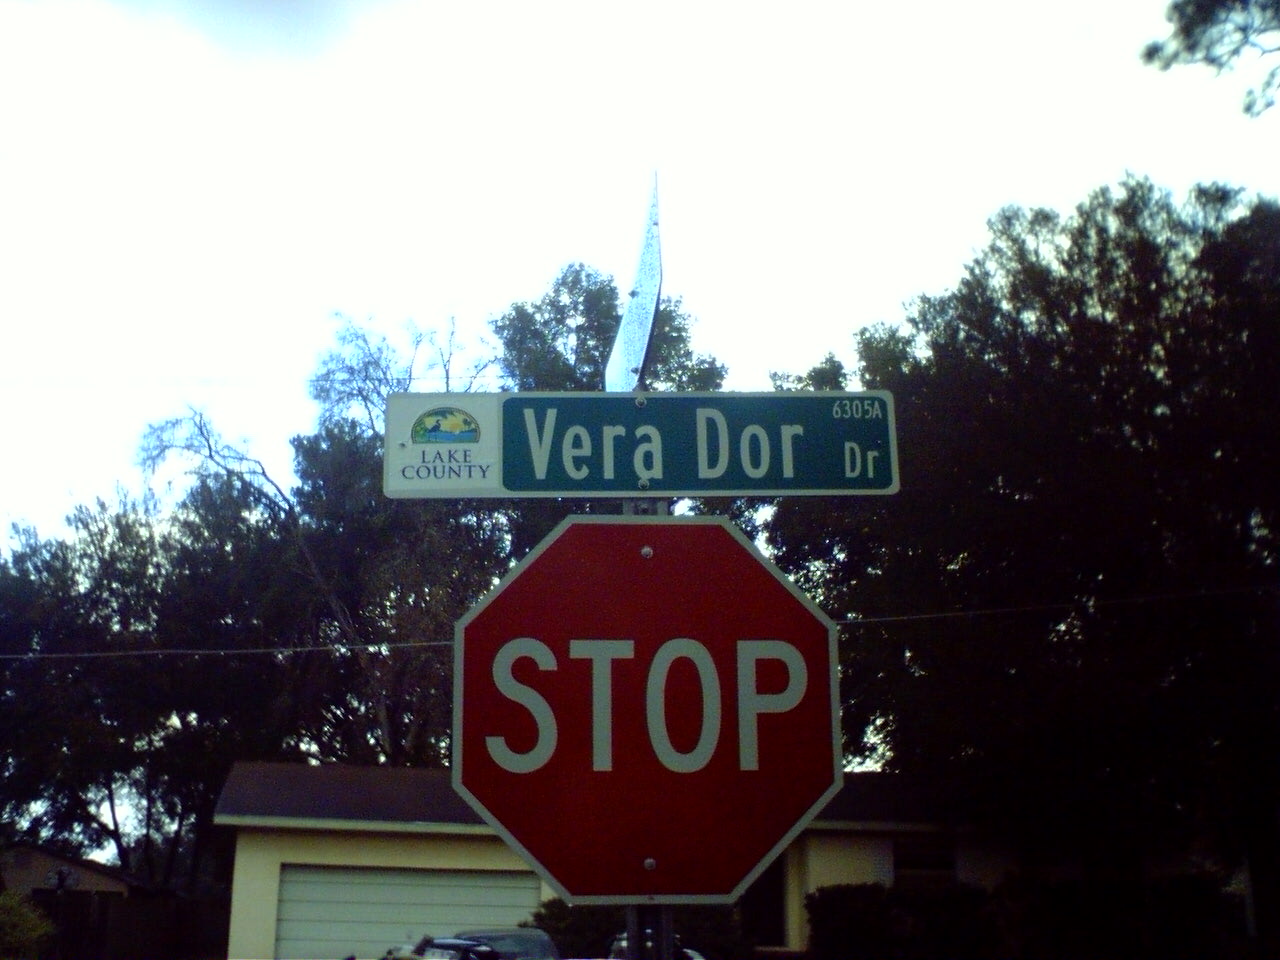 LAKE
COUNTY
6305A
Vera Dor Dr
STOP